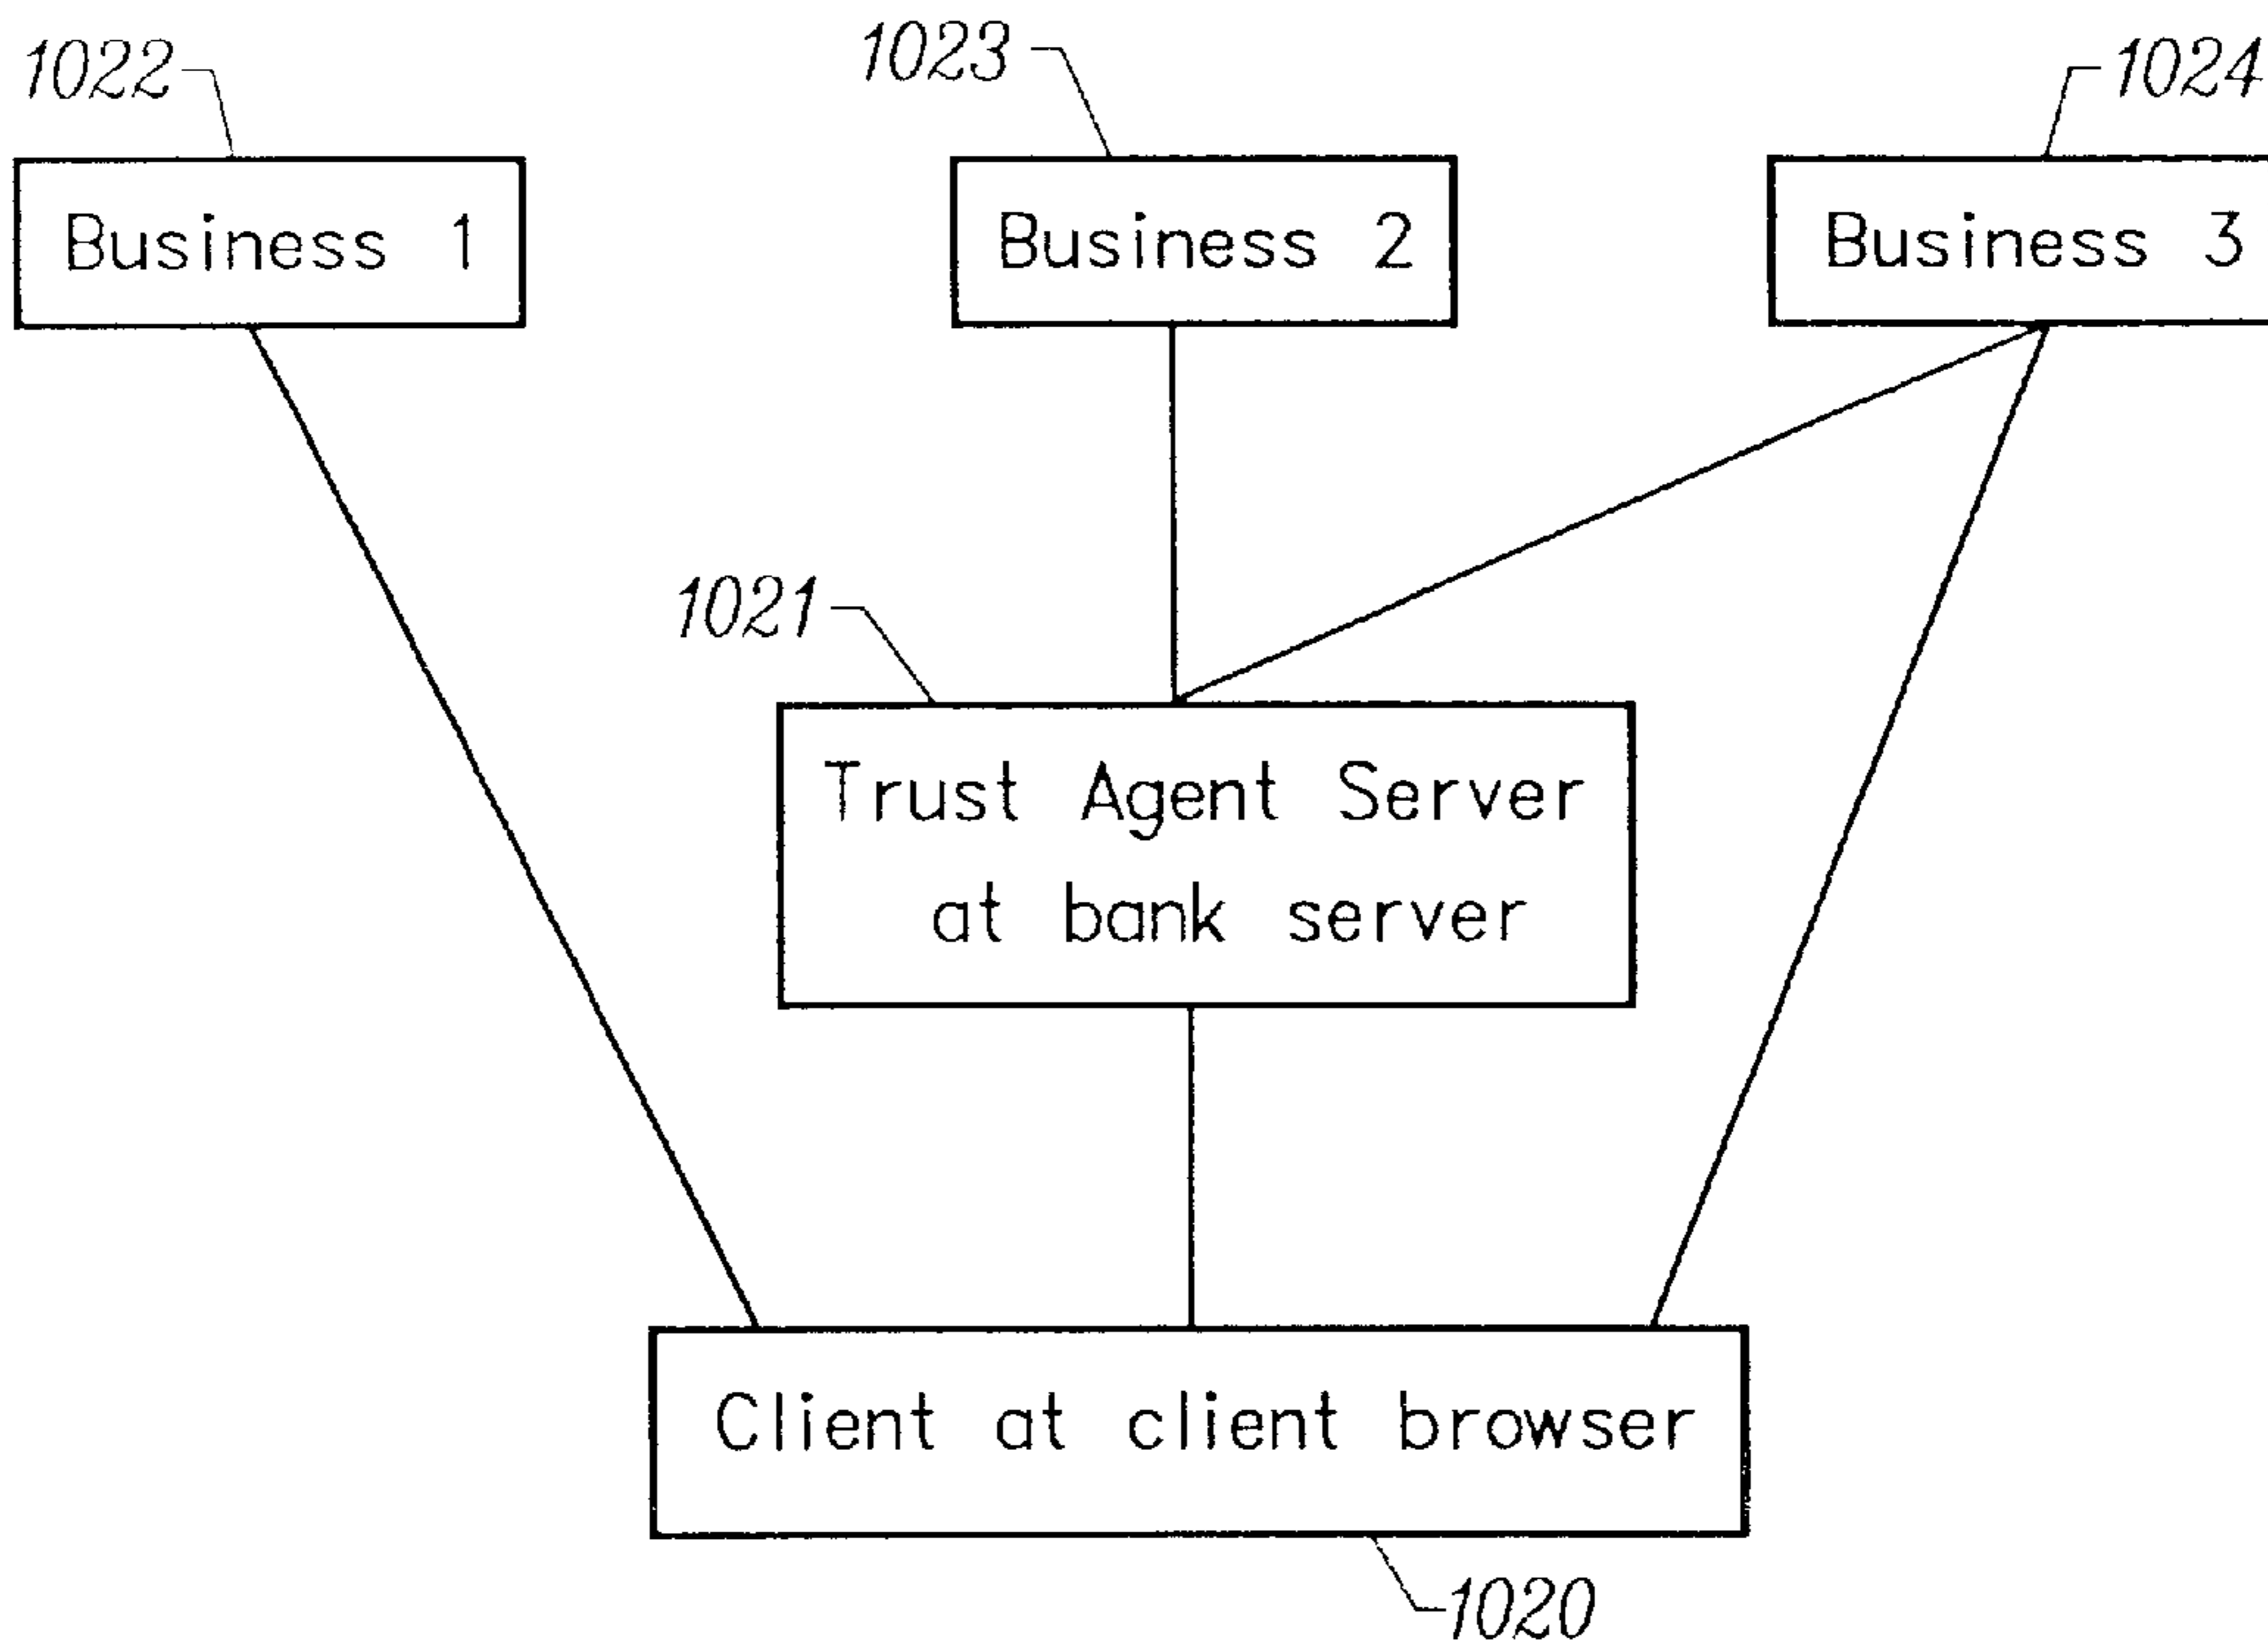 1022
1023
1024
Business 1
Business 2
Business 3
1021
Trust Agent Server
at bank server
Client at client browser
1020